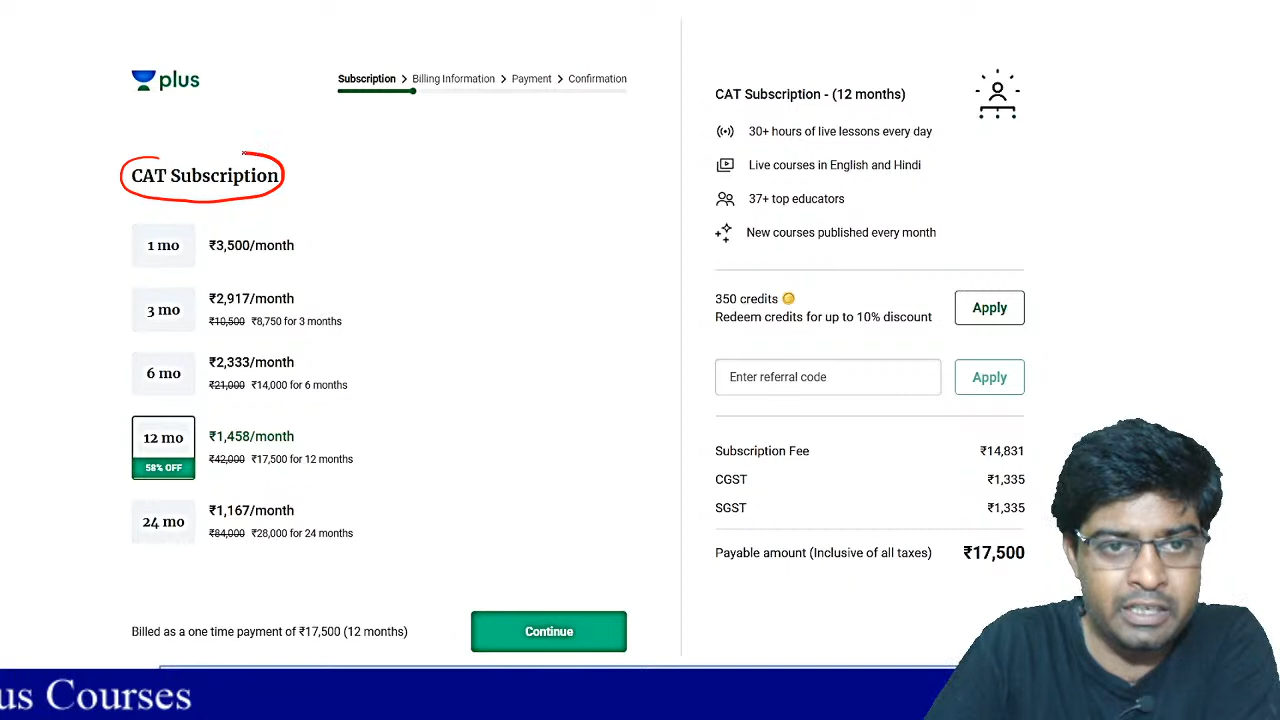 plus
Subscription > Billing Information > Payment > Confirmation
CAT Subscription
1 mo
₹3,500/month
3 mo
₹2,917/month
₹10,500 ₹8,750 for 3 months
6 mo
₹2,333/month
₹21,000 ₹14,000 for 6 months
12 mo
58% OFF
₹1,458/month
₹42,000 ₹17,500 for 12 months
24 mo
₹1,167/month
₹84,000 ₹28,000 for 24 months
Billed as a one time payment of ₹17,500 (12 months)
Continue
CAT Subscription - (12 months)
30+ hours of live lessons every day
Live courses in English and Hindi
37+ top educators
New courses published every month
350 credits
Redeem credits for up to 10% discount
Apply
Enter referral code
Apply
Subscription Fee ₹14,831
CGST ₹1,335
SGST ₹1,335
Payable amount (Inclusive of all taxes) ₹17,500
us Courses